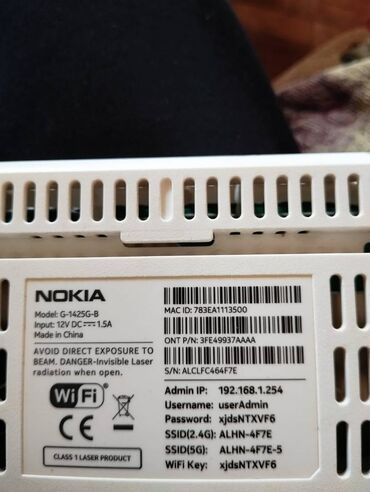 NOKIA
Model: G-1425G-B
Input: 12V DC⎓1.5A
Made in China
AVOID DIRECT EXPOSURE TO
BEAM. DANGER-Invisible Laser
radiation when open.
WiFi
CE
CLASS 1 LASER PRODUCT
MAC ID: 783EA1113500
ONT P/N: 3FE49937AAAA
S/N: ALCLFC464F7E
Admin IP: 192.168.1.254
Username: userAdmin
Password: xjdsNTXVF6
SSID(2.4G): ALHN-4F7E
SSID(5G): ALHN-4F7E-5
WiFi Key: xjdsNTXVF6